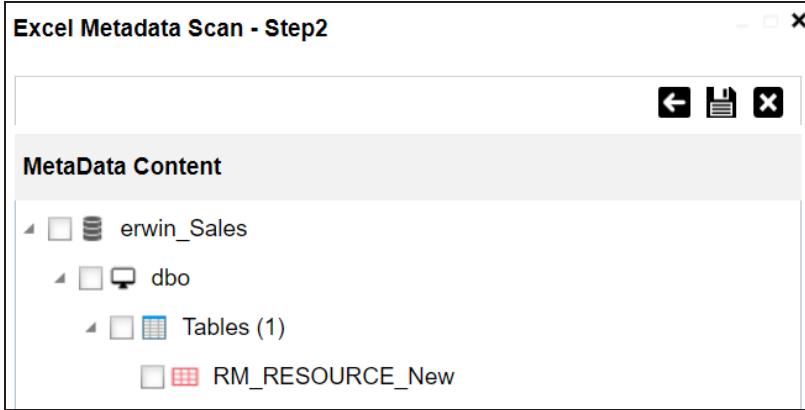 Excel Metadata Scan - Step2
MetaData Content
erwin_Sales
dbo
Tables (1)
RM_RESOURCE_New